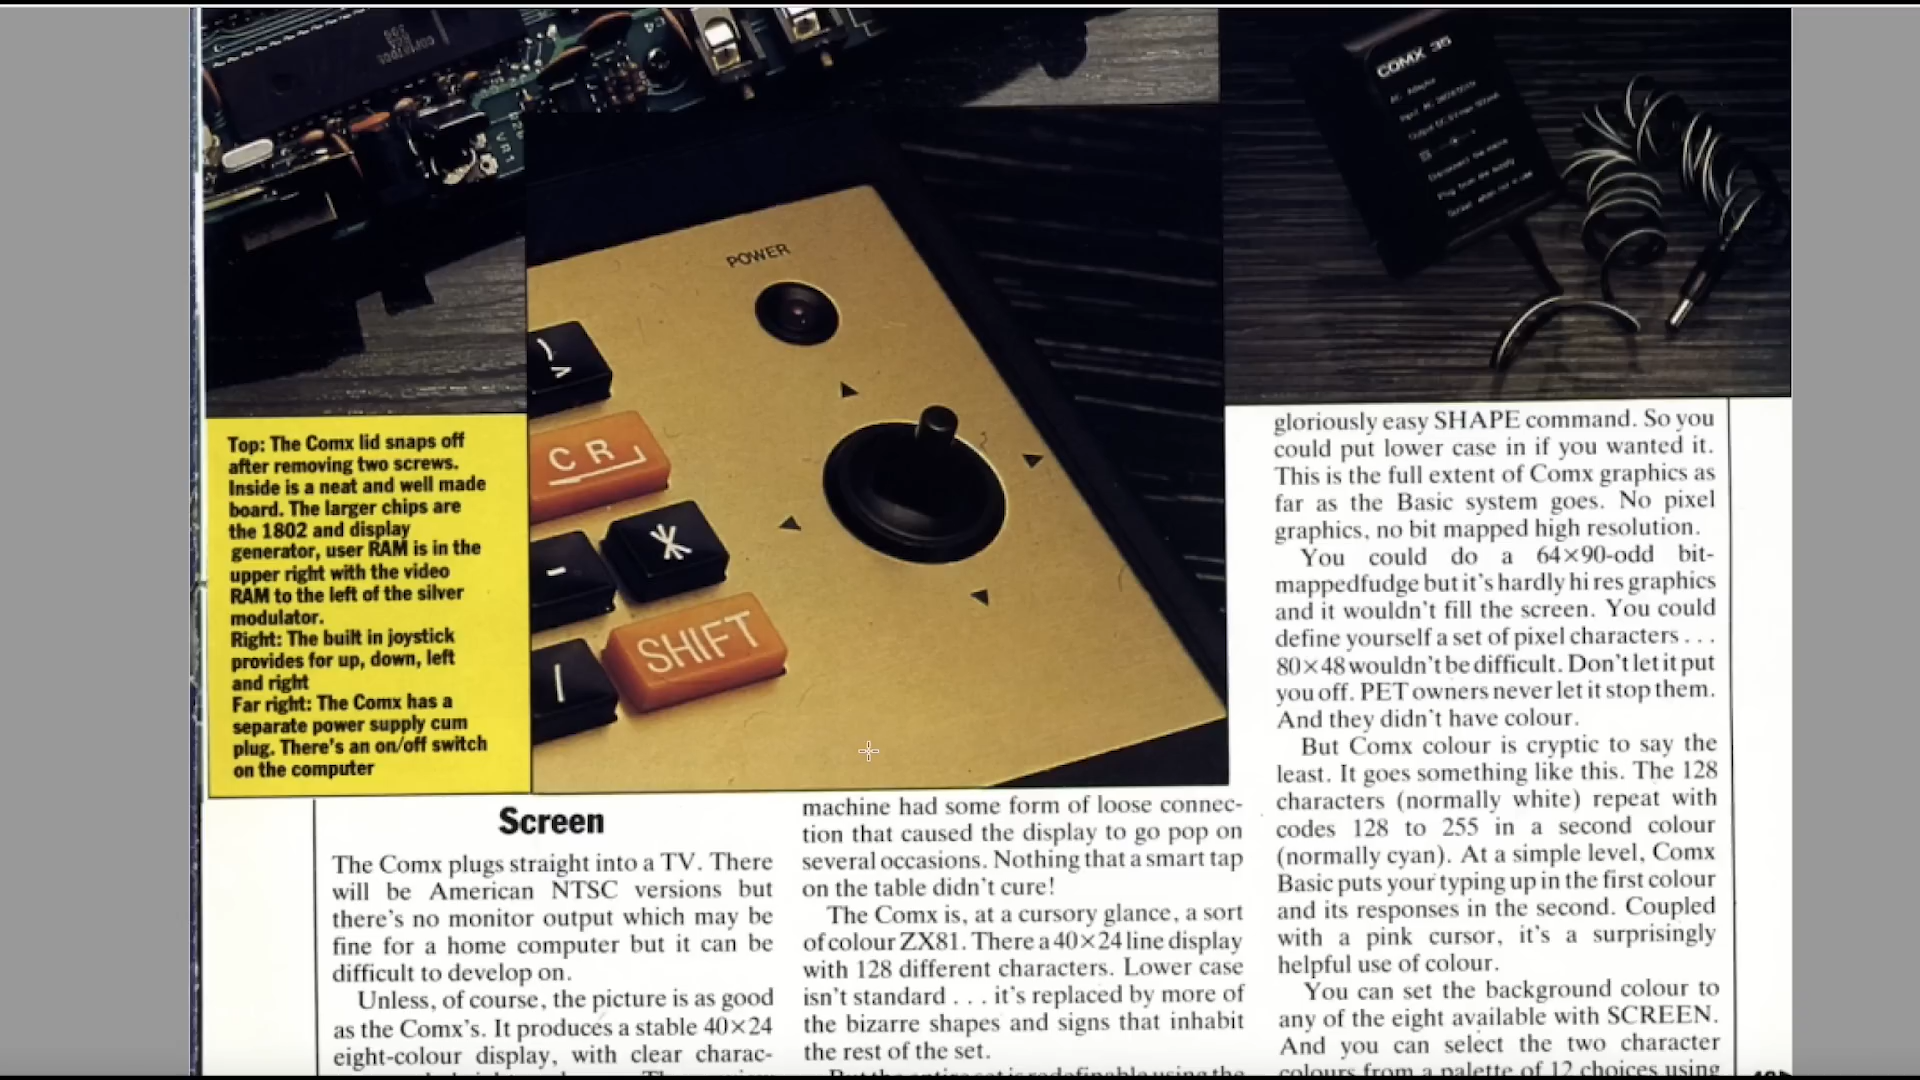 COMX 35
POWER
CR
*
-
SHIFT
Top: The Comx lid snaps off
after removing two screws.
Inside is a neat and well made
board. The larger chips are
the 1802 and display
generator, user RAM is in the
upper right with the video
RAM to the left of the silver
modulator.
Right: The built in joystick
provides for up, down, left
and right
Far right: The Comx has a
separate power supply cum
plug. There's an on/off switch
on the computer
Screen
The Comx plugs straight into a TV. There
will be American NTSC versions but
there's no monitor output which may be
fine for a home computer but it can be
difficult to develop on.
Unless, of course, the picture is as good
as the Comx's. It produces a stable 40×24
eight-colour display, with clear charac-
machine had some form of loose connec-
tion that caused the display to go pop on
several occasions. Nothing that a smart tap
on the table didn't cure!
The Comx is, at a cursory glance, a sort
of colour ZX81. There a 40×24 line display
with 128 different characters. Lower case
isn't standard . . . it's replaced by more of
the bizarre shapes and signs that inhabit
the rest of the set.
But the entire set is redefinable using the
gloriously easy SHAPE command. So you
could put lower case in if you wanted it.
This is the full extent of Comx graphics as
far as the Basic system goes. No pixel
graphics, no bit mapped high resolution.
You could do a 64×90-odd bit-
mappedfudge but it's hardly hi res graphics
and it wouldn't fill the screen. You could
define yourself a set of pixel characters . . .
80×48 wouldn't be difficult. Don't let it put
you off. PET owners never let it stop them.
And they didn't have colour.
But Comx colour is cryptic to say the
least. It goes something like this. The 128
characters (normally white) repeat with
codes 128 to 255 in a second colour
(normally cyan). At a simple level, Comx
Basic puts your typing up in the first colour
and its responses in the second. Coupled
with a pink cursor, it's a surprisingly
helpful use of colour.
You can set the background colour to
any of the eight available with SCREEN.
And you can select the two character
colours from a palette of 12 choices using